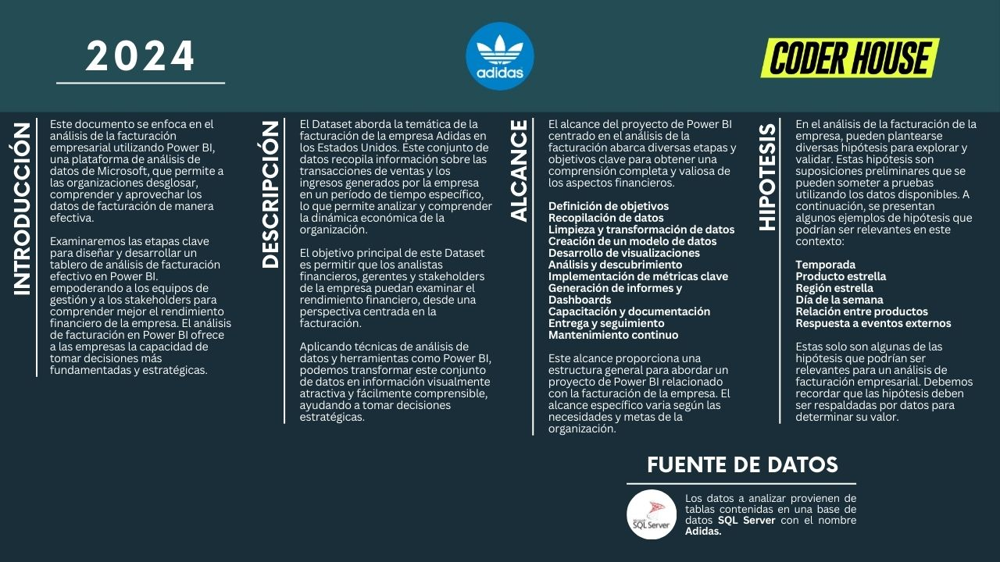 2024
adidas
CODER HOUSE
INTRODUCCIÓN
Este documento se enfoca en el
análisis de la facturación
empresarial utilizando Power BI,
una plataforma de análisis de
datos de Microsoft, que permite a
las organizaciones desglosar,
comprender y aprovechar los
datos de facturación de manera
efectiva.
Examinaremos las etapas clave
para diseñar y desarrollar un
tablero de análisis de facturación
efectivo en Power BI.
empoderando a los equipos de
gestión y a los stakeholders para
comprender mejor el rendimiento
financiero de la empresa. El análisis
de facturación en Power BI ofrece
a las empresas la capacidad de
tomar decisiones más
fundamentadas y estratégicas.
DESCRIPCIÓN
El Dataset aborda la temática de la
facturación de la empresa Adidas en
los Estados Unidos. Este conjunto de
datos recopila información sobre las
transacciones de ventas y los
ingresos generados por la empresa
en un período de tiempo específico,
lo que permite analizar y comprender
la dinámica económica de la
organización.
El objetivo principal de este Dataset
es permitir que los analistas
financieros, gerentes y stakeholders
de la empresa puedan examinar el
rendimiento financiero, desde una
perspectiva centrada en la
facturación.
Aplicando técnicas de análisis de
datos y herramientas como Power BI,
podemos transformar este conjunto
de datos en información visualmente
atractiva y fácilmente comprensible,
ayudando a tomar decisiones
estratégicas.
ALCANCE
El alcance del proyecto de Power BI
centrado en el análisis de la
facturación abarca diversas etapas y
objetivos clave para obtener una
comprensión completa y valiosa de
los aspectos financieros.
Definición de objetivos
Recopilación de datos
Limpieza y transformación de datos
Creación de un modelo de datos
Desarrollo de visualizaciones
Análisis y descubrimiento
Implementación de métricas clave
Generación de informes y
Dashboards
Capacitación y documentación
Entrega y seguimiento
Mantenimiento continuo
Este alcance proporciona una
estructura general para abordar un
proyecto de Power BI relacionado
con la facturación de la empresa. El
alcance específico varia según las
necesidades y metas de la
organización.
HIPOTESIS
En el análisis de la facturación de la
empresa, pueden plantearse
diversas hipótesis para explorar y
validar. Estas hipótesis son
suposiciones preliminares que se
pueden someter a pruebas
utilizando los datos disponibles. A
continuación, se presentan
algunos ejemplos de hipótesis que
podrían ser relevantes en este
contexto:
Temporada
Producto estrella
Región estrella
Día de la semana
Relación entre productos
Respuesta a eventos externos
Estas solo son algunas de las
hipótesis que podrían ser
relevantes para un análisis de
facturación empresarial. Debemos
recordar que las hipótesis deben
ser respaldadas por datos para
determinar su valor.
FUENTE DE DATOS
SQL Server
Los datos a analizar provienen de
tablas contenidas en una base de
datos SQL Server con el nombre
Adidas.